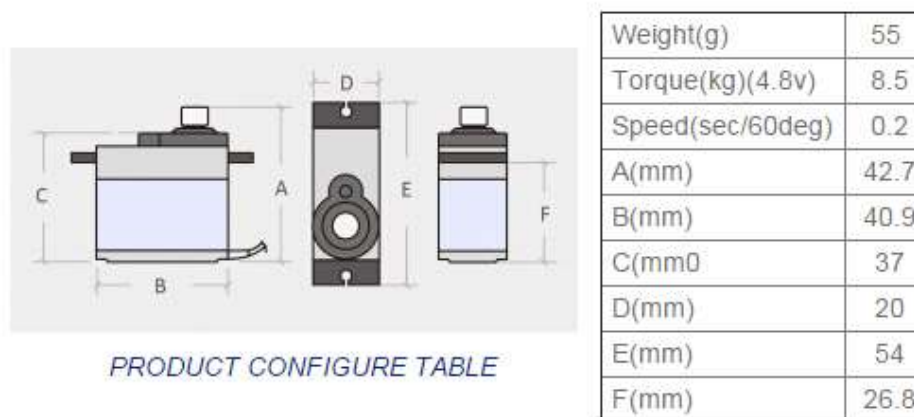 D
C
A
E
F
B
PRODUCT CONFIGURE TABLE
Weight(g) 55
Torque(kg)(4.8v) 8.5
Speed(sec/60deg) 0.2
A(mm) 42.7
B(mm) 40.9
C(mm0 37
D(mm) 20
E(mm) 54
F(mm) 26.8